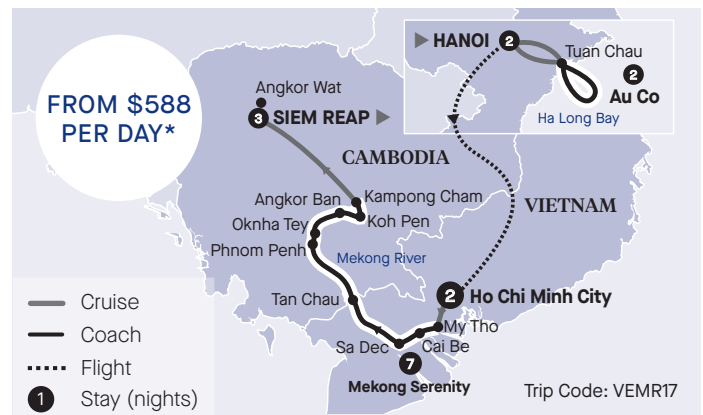 FROM $588
PER DAY*
HANOI
2
Tuan Chau
2
Au Co
Ha Long Bay
Angkor Wat
3 SIEM REAP
CAMBODIA
VIETNAM
Angkor Ban
Kampong Cham
Oknha Tey
Koh Pen
Phnom Penh
Mekong River
Tan Chau
2 Ho Chi Minh City
My Tho
Sa Dec
Cai Be
7
Mekong Serenity
Cruise
Coach
Flight
1 Stay (nights)
Trip Code: VEMR17